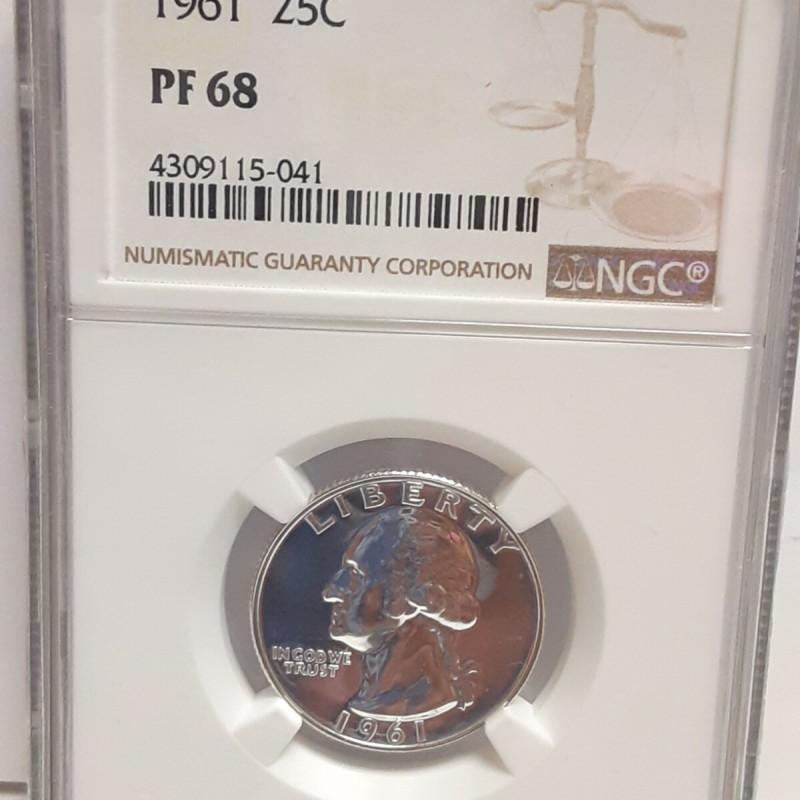 1961 25C
PF 68
4309115-041
NUMISMATIC GUARANTY CORPORATION
NGC®
LIBERTY
IN GOD WE
TRUST
1961